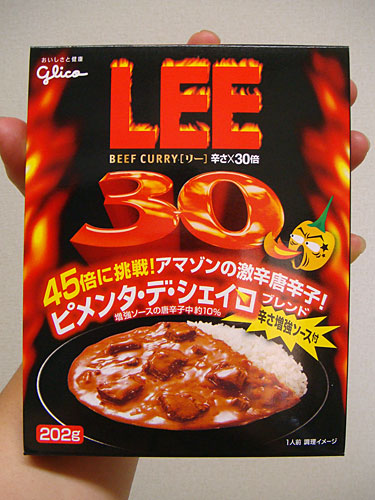 おいしさと健康
Glico
LEE
BEEF CURRY・[リー] 辛さ×30倍
30
45倍に挑戦!アマゾンの激辛唐辛子!
ピメンタ・デ・シェイロ ブレンド
増強ソースの唐辛子中約10%
辛さ増強ソース付
202g
1人前 調理イメージ